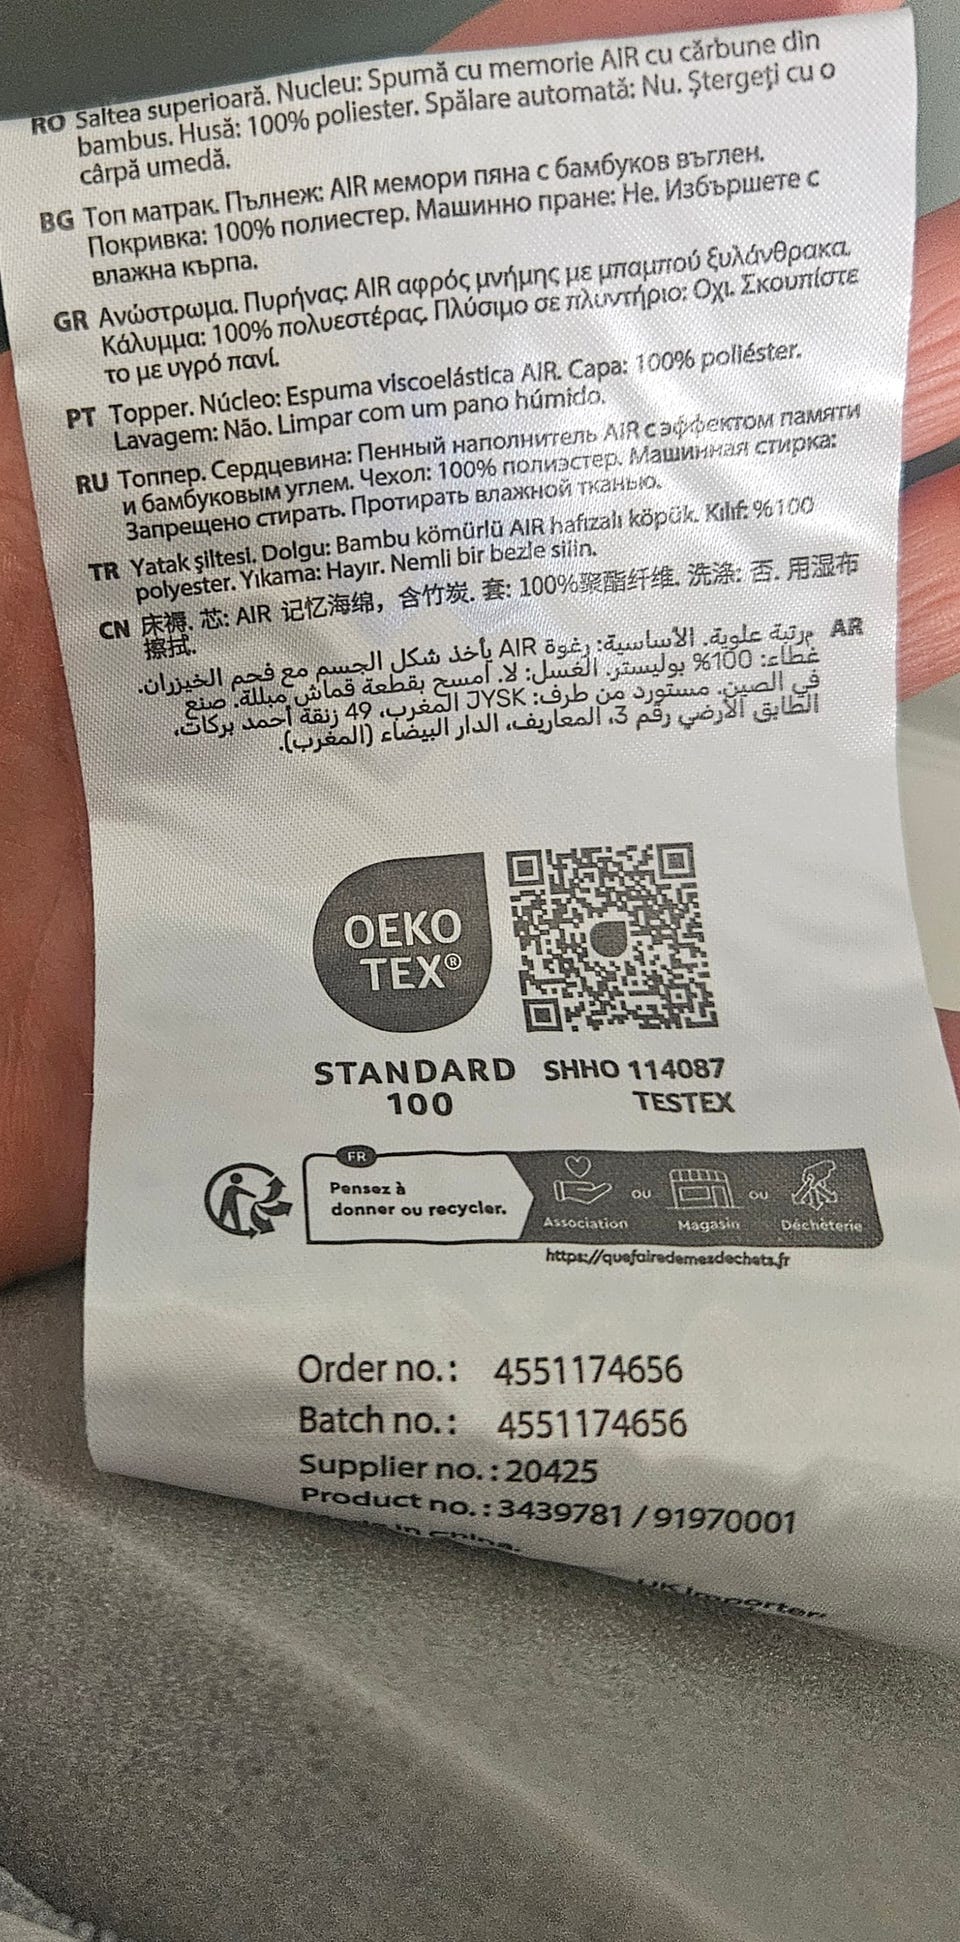 RO Saltea superioară. Nucleu: Spumă cu memorie AIR cu cărbune din
bambus. Husă: 100% poliester. Spălare automată: Nu. Ștergeți cu o
cârpă umedă.
BG Топ матрак. Пълнеж: AIR мемори пяна с бамбуков въглен.
Покривка: 100% полиестер. Машинно пране: Не. Избършете с
влажна кърпа.
GR Ανώστρωμα. Πυρήνας: AIR αφρός μνήμης με μπαμπού ξυλάνθρακα.
Κάλυμμα: 100% πολυεστέρας. Πλύσιμο σε πλυντήριο: Οχι. Σκουπίστε
το με υγρό πανί.
PT Topper. Núcleo: Espuma viscoelástica AIR. Capa: 100% poliéster.
Lavagem: Não. Limpar com um pano húmido.
RU Топпер. Сердцевина: Пенный наполнитель AIR с эффектом памяти
и бамбуковым углем. Чехол: 100% полиэстер. Машинная стирка:
Запрещено стирать. Протирать влажной тканью.
TR Yatak şiltesi. Dolgu: Bambu kömürlü AIR hafızalı köpük. Kılıf: %100
polyester. Yıkama: Hayır. Nemli bir bezle silin.
CN 床褥. 芯: AIR 记忆海绵，含竹炭. 套: 100%聚酯纤维. 洗涤: 否. 用湿布
擦拭.
AR مرتبة علوية. الأساسية: رغوة AIR يأخذ شكل الجسم مع فحم الخيزران.
غطاء: 100% بوليستر. الغسل: لا. امسح بقطعة قماش مبللة. صنع
في الصين. مستورد من طرف: JYSK المغرب، 49 زنقة أحمد بركات،
الطابق الأرضي رقم 3، المعاريف، الدار البيضاء (المغرب).
OEKO
TEX®
STANDARD
100
SHHO 114087
TESTEX
FR
Pensez à
donner ou recycler.
Association
ou
Magasin
ou
Déchèterie
https://quefairedemesdechets.fr
Order no.: 4551174656
Batch no.: 4551174656
Supplier no.: 20425
Product no.: 3439781 / 91970001
Made in China.
UK Importer: